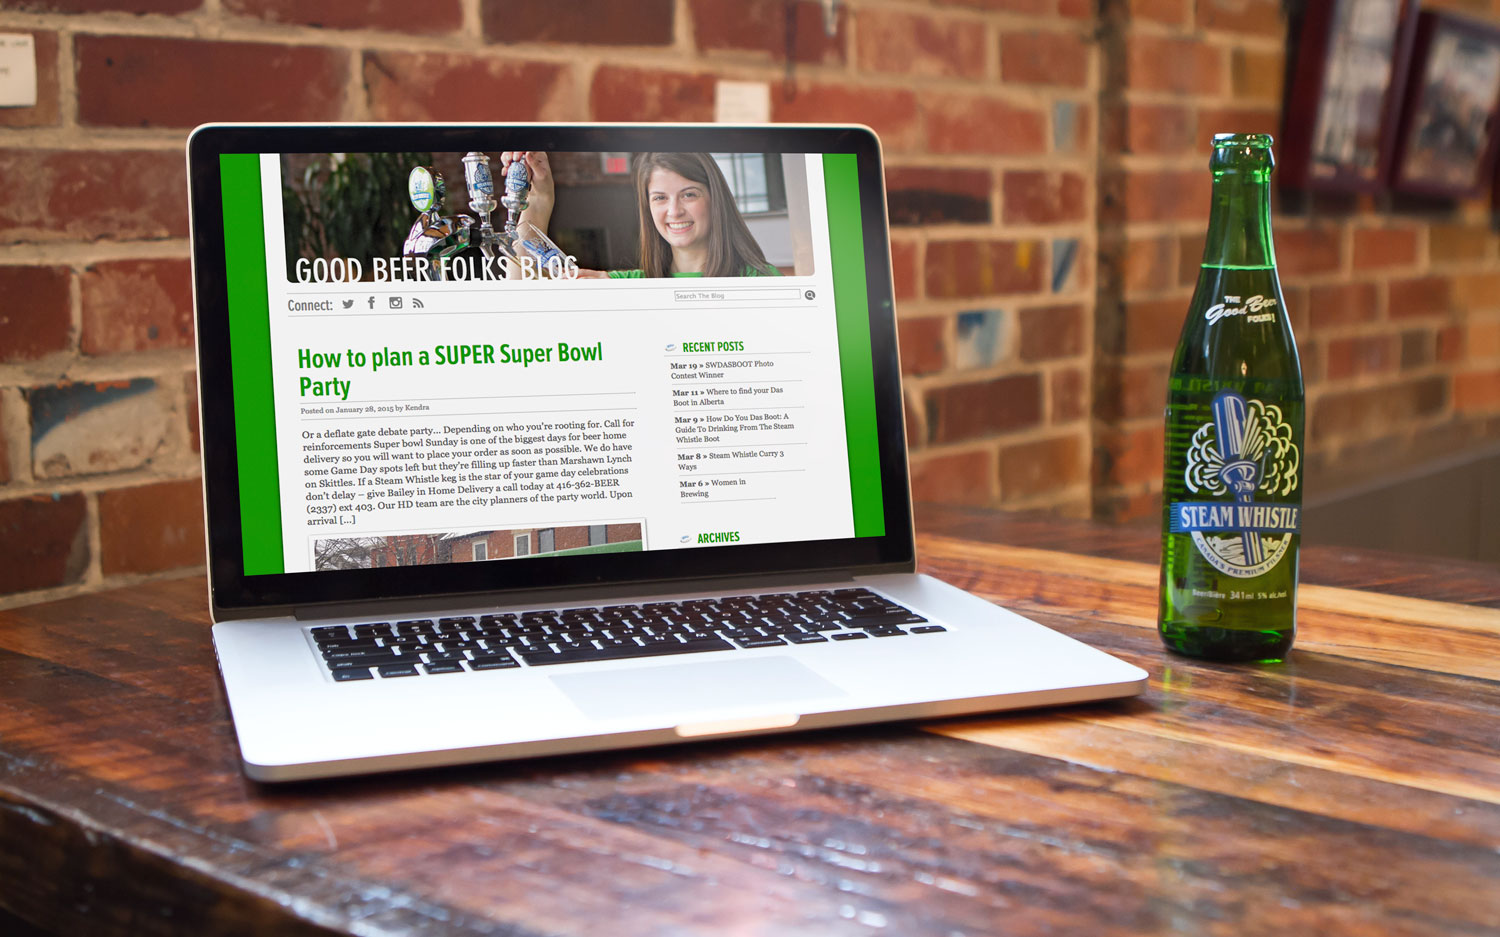 GOOD BEER FOLKS BLOG
Connect:
Search The Blog
How to plan a SUPER Super Bowl
Party
Posted on January 28, 2015 by Kendra
Or a deflate gate debate party... Depending on who you're rooting for. Call for
reinforcements Super bowl Sunday is one of the biggest days for beer home
delivery so you will want to place your order as soon as possible. We do have
some Game Day spots left but they're filling up faster than Marshawn Lynch
on Skittles. If a Steam Whistle keg is the star of your game day celebrations
don't delay – give Bailey in Home Delivery a call today at 416-362-BEER
(2337) ext 403. Our HD team are the city planners of the party world. Upon
arrival [...]
RECENT POSTS
Mar 19 » SWDASBOOT Photo
Contest Winner
Mar 11 » Where to find your Das
Boot in Alberta
Mar 9 » How Do You Das Boot: A
Guide To Drinking From The Steam
Whistle Boot
Mar 8 » Steam Whistle Curry 3
Ways
Mar 6 » Women in
Brewing
ARCHIVES
THE
Good Beer
FOLKS!
STEAM WHISTLE
CANADA'S PREMIUM PILSNER
Beer/Bière 341ml 5% alc./vol.